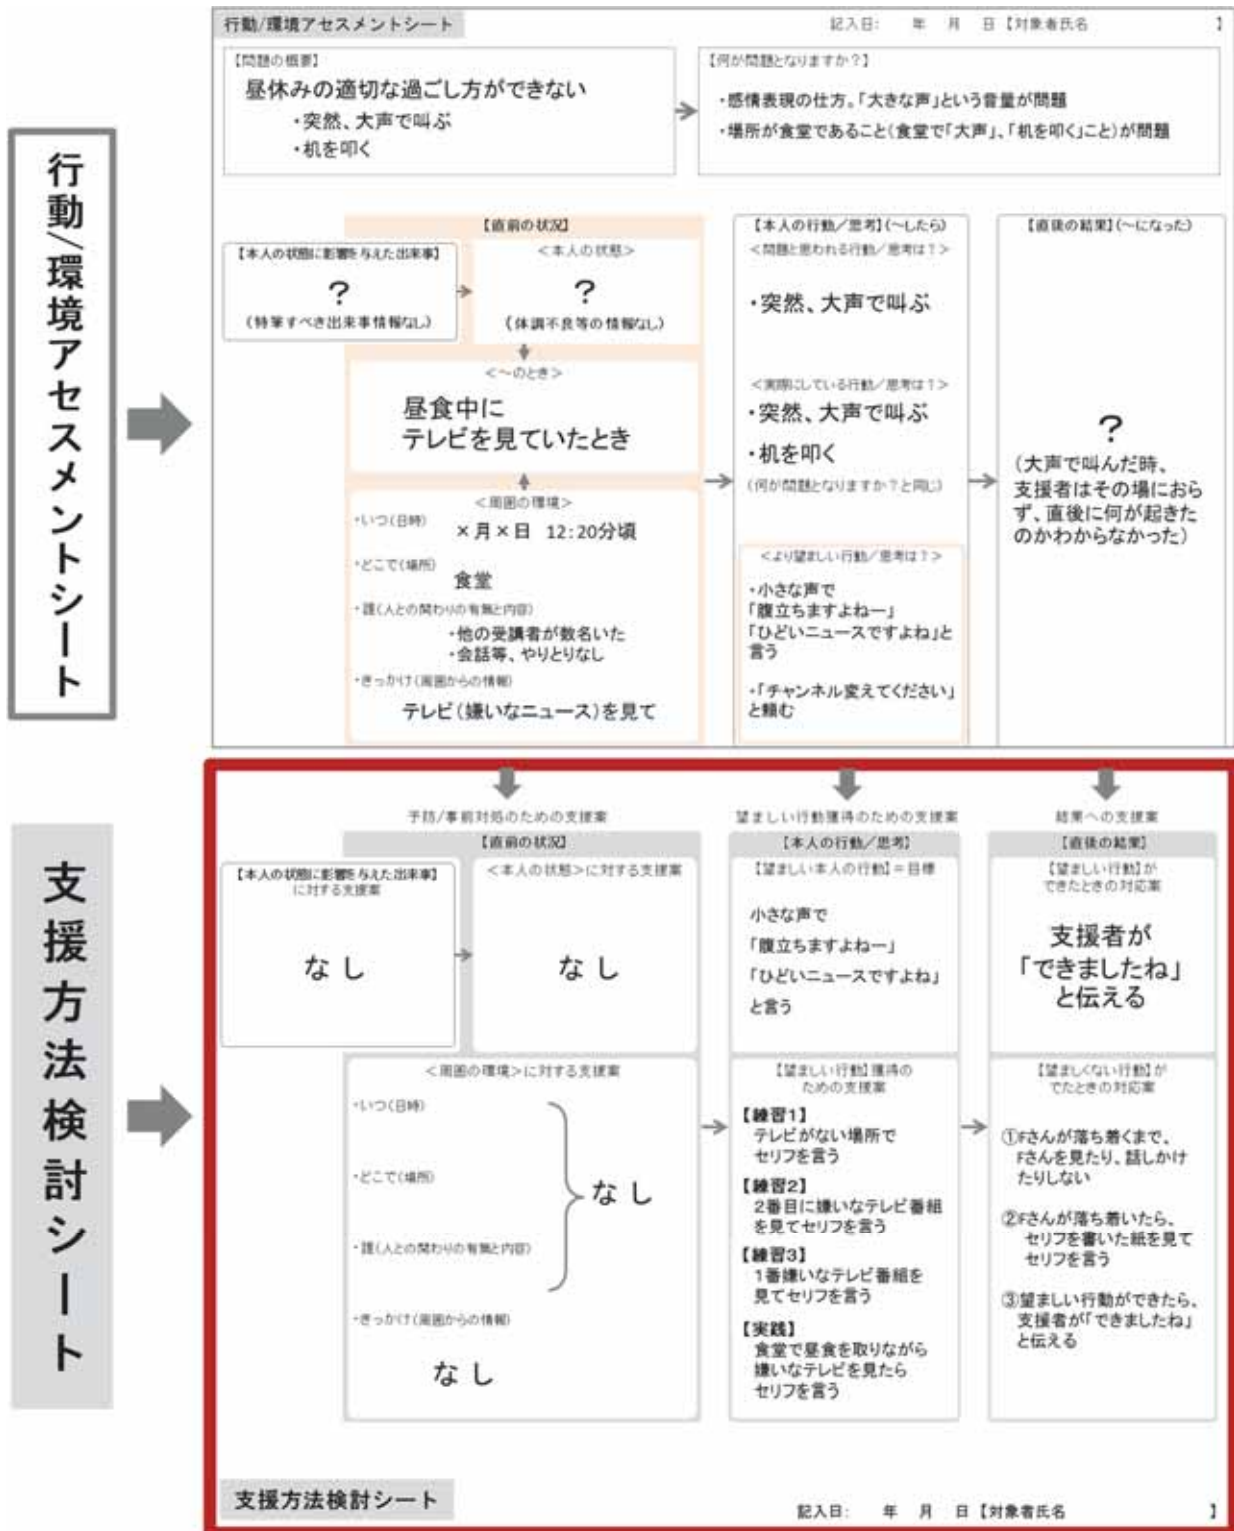 行動/環境アセスメントシート
行動/環境アセスメントシート
記入日: 年 月 日【対象者氏名 】
【問題の概要】
昼休みの適切な過ごし方ができない
・突然、大声で叫ぶ
・机を叩く
【何が問題となりますか？】
・感情表現の仕方。「大きな声」という音量が問題
・場所が食堂であること(食堂で「大声」、「机を叩く」こと)が問題
【直前の状況】
【本人の状態に影響を与えた出来事】
？
(特筆すべき出来事情報なし)
＜本人の状態＞
？
(体調不良等の情報なし)
＜～のとき＞
昼食中に
テレビを見ていたとき
＜周囲の環境＞
・いつ(日時)
×月×日 12:20分頃
・どこで(場所)
食堂
・誰(人との関わりの有無と内容)
・他の受講者が数名いた
・会話等、やりとりなし
・きっかけ(周囲からの情報)
テレビ(嫌いなニュース)を見て
【本人の行動／思考】(～したら)
＜問題と思われる行動／思考は？＞
・突然、大声で叫ぶ
＜実際にしている行動／思考は？＞
・突然、大声で叫ぶ
・机を叩く
(何が問題となりますか？と同じ)
＜より望ましい行動／思考は？＞
・小さな声で
「腹立ちますよねー」
「ひどいニュースですよね」と
言う
・「チャンネル変えてください」
と頼む
【直後の結果】(～になった)
？
(大声で叫んだ時、
支援者はその場におら
ず、直後に何が起きた
のかわからなかった)
支援方法検討シート
予防/事前対処のための支援案
【直前の状況】
【本人の状態に影響を与えた出来事】
に対する支援案
なし
＜本人の状態＞に対する支援案
なし
＜周囲の環境＞に対する支援案
・いつ(日時)
・どこで(場所)
・誰(人との関わりの有無と内容)
なし
・きっかけ(周囲からの情報)
なし
望ましい行動獲得のための支援案
【本人の行動／思考】
【望ましい本人の行動】＝目標
小さな声で
「腹立ちますよねー」
「ひどいニュースですよね」
と言う
【望ましい行動】獲得の
ための支援案
【練習1】
テレビがない場所で
セリフを言う
【練習2】
2番目に嫌いなテレビ番組
を見てセリフを言う
【練習3】
1番嫌いなテレビ番組を
見てセリフを言う
【実践】
食堂で昼食を取りながら
嫌いなテレビを見たら
セリフを言う
結果への支援案
【直後の結果】
【望ましい行動】が
できたときの対応案
支援者が
「できましたね」
と伝える
【望ましくない行動】が
でたときの対応案
①Fさんが落ち着くまで、
Fさんを見たり、話しかけ
たりしない
②Fさんが落ち着いたら、
セリフを書いた紙を見て
セリフを言う
③望ましい行動ができたら、
支援者が「できましたね」
と伝える
支援方法検討シート
記入日: 年 月 日【対象者氏名 】